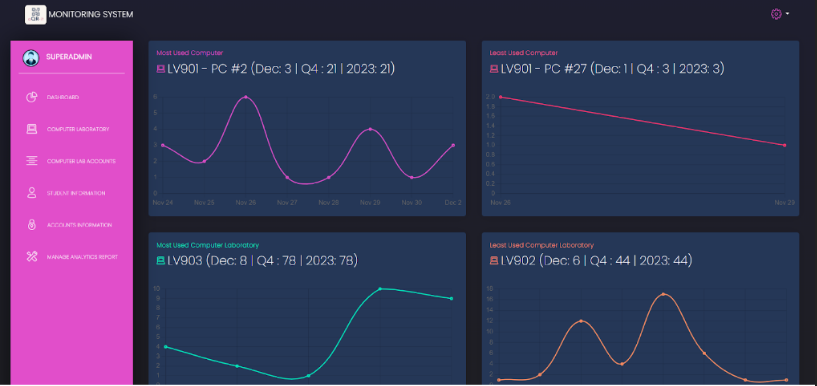 MONITORING SYSTEM
SUPERADMIN
DASHBOARD
COMPUTER LABORATORY
COMPUTER LAB ACCOUNTS
STUDENT INFORMATION
ACCOUNTS INFORMATION
MANAGE ANALYTICS REPORT
Most Used Computer
LV901 - PC #2 (Dec: 3 | Q4 : 21 | 2023: 21)
6
5
4
3
2
1
0
Nov 24 Nov 25 Nov 26 Nov 27 Nov 28 Nov 29 Nov 30 Dec 2
Least Used Computer
LV901 - PC #27 (Dec: 1 | Q4 : 3 | 2023: 3)
2.0
1.8
1.6
1.4
1.2
1.0
0.8
0.6
0.4
0.2
0
Nov 26 Nov 29
Most Used Computer Laboratory
LV903 (Dec: 8 | Q4 : 78 | 2023: 78)
10
9
8
7
6
5
4
3
2
1
Least Used Computer Laboratory
LV902 (Dec: 6 | Q4 : 44 | 2023: 44)
18
16
14
12
10
8
6
4
2